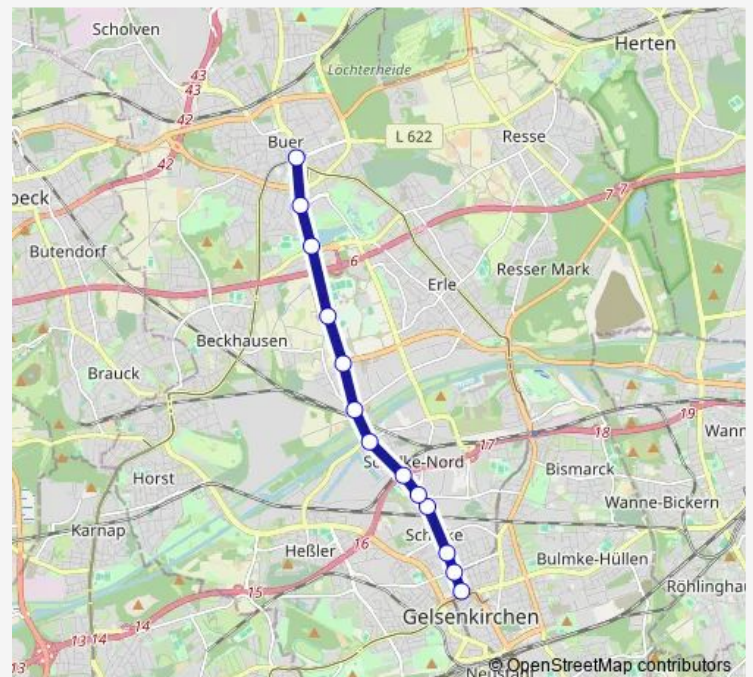 Scholven
Herten
43
43
Löchterheide
42
Buer
L 622
Resse
42
7 7
beck
Butendorf
6
Erle
Resser Mark
Beckhausen
Brauck
19
18
17
Wann
Bismarck
Horst
Wanne-Bickern
Karnap
16
Heßler
Bulmke-Hüllen
15
Röhlinghau
14
13 14
Gelsenkirchen
13
© OpenStreetMap contributors